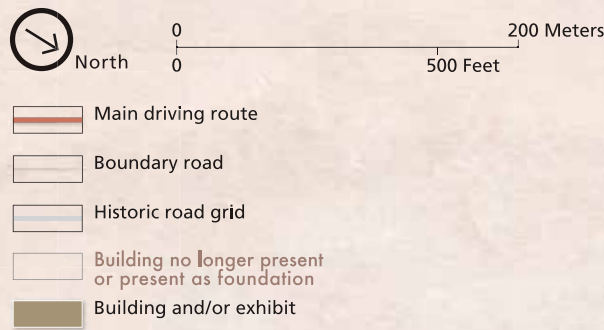 0 200 Meters
North
0 500 Feet
Main driving route
Boundary road
Historic road grid
Building no longer present
or present as foundation
Building and/or exhibit